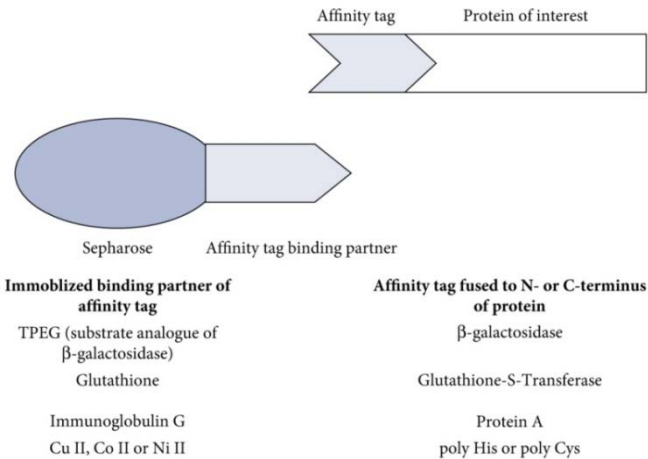 Affinity tag Protein of interest
Sepharose Affinity tag binding partner
Immoblized binding partner of
affinity tag
Affinity tag fused to N- or C-terminus
of protein
TPEG (substrate analogue of
β-galactosidase)
β-galactosidase
Glutathione Glutathione-S-Transferase
Immunoglobulin G Protein A
Cu II, Co II or Ni II poly His or poly Cys